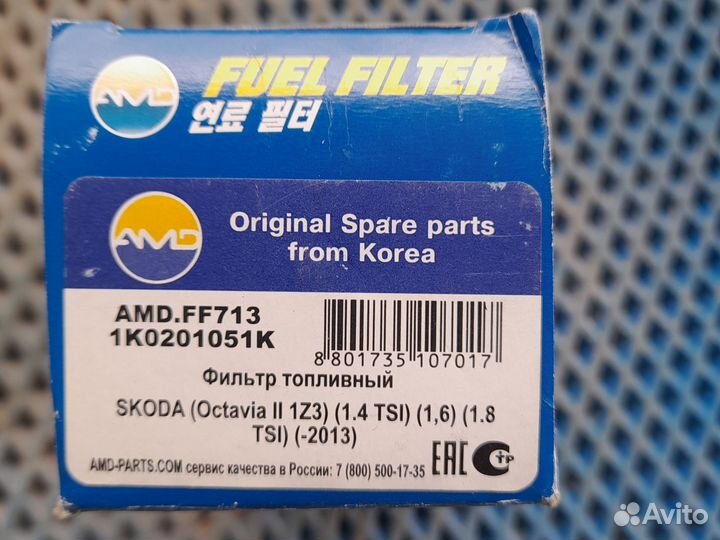 AMD
FUEL FILTER
연료 필터
AMD
Original Spare parts
from Korea
AMD.FF713
1K0201051K
8 801735 107017
Фильтр топливный
SKODA (Octavia II 1Z3) (1.4 TSI) (1,6) (1.8
TSI) (-2013)
AMD-PARTS.COM сервис качества в России: 7 (800) 500-17-35
EAC
ТР
Avito